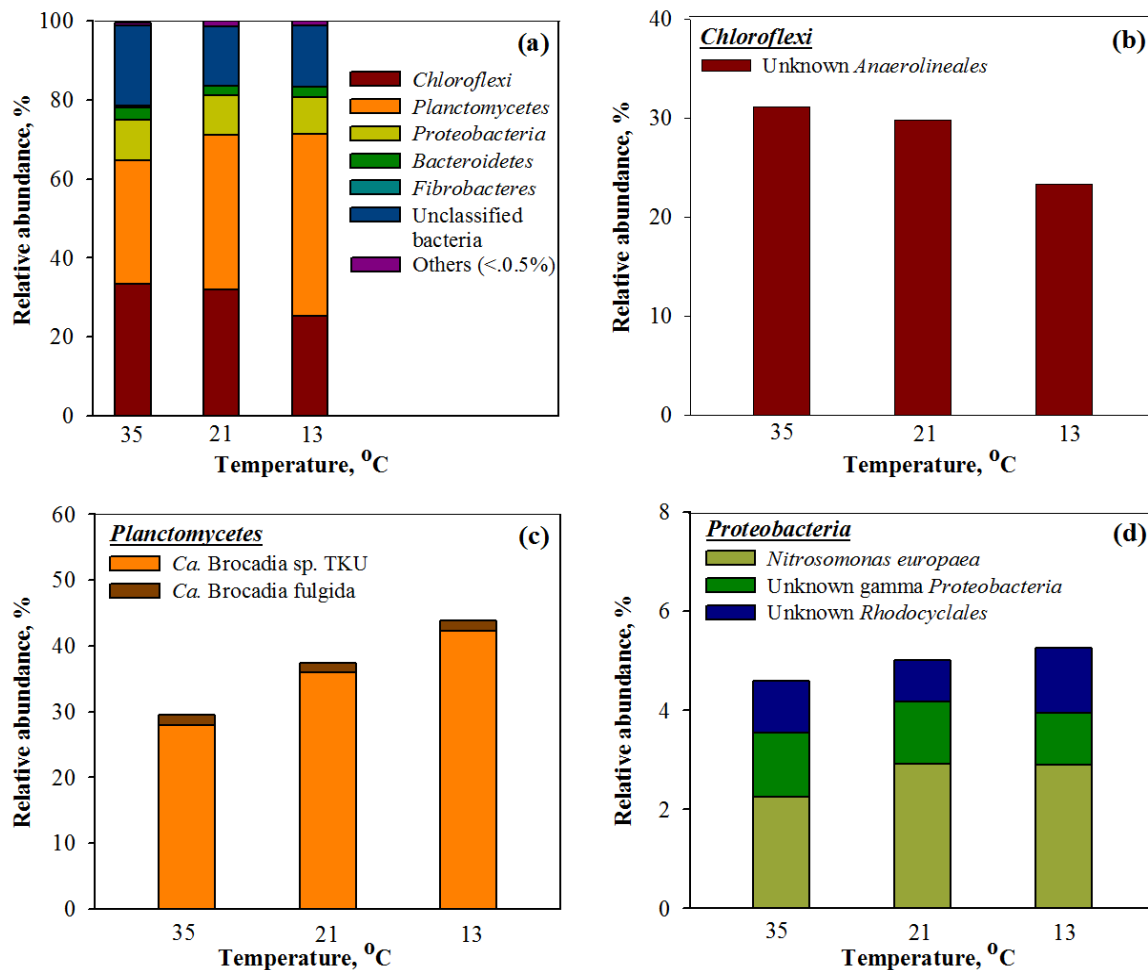 (a)
Relative abundance, %
100
80
60
40
20
0
Chloroflexi
Planctomycetes
Proteobacteria
Bacteroidetes
Fibrobacteres
Unclassified
bacteria
Others (<.0.5%)
35 21 13
Temperature, ⁰C
(b)
Relative abundance, %
40
30
20
10
0
Chloroflexi
Unknown Anaerolineales
35 21 13
Temperature, ⁰C
(c)
Relative abundance, %
60
50
40
30
20
10
0
Planctomycetes
Ca. Brocadia sp. TKU
Ca. Brocadia fulgida
35 21 13
Temperature, ⁰C
(d)
Relative abundance, %
8
6
4
2
0
Proteobacteria
Nitrosomonas europaea
Unknown gamma Proteobacteria
Unknown Rhodocyclales
35 21 13
Temperature, ⁰C